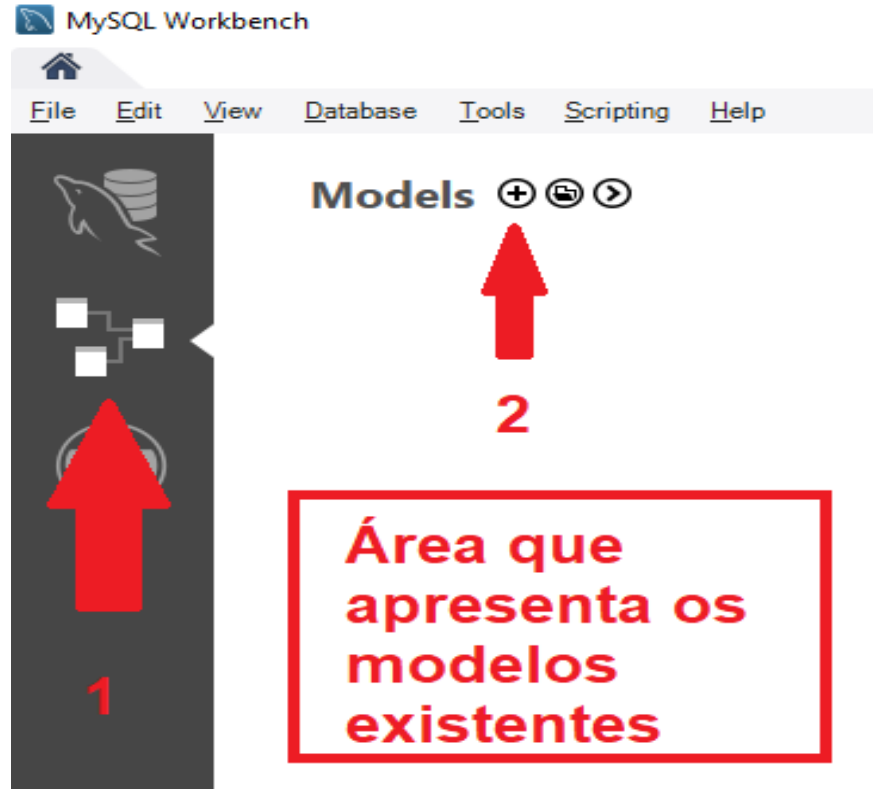 MySQL Workbench
File Edit View Database Tools Scripting Help
Models
2
1
Área que
apresenta os
modelos
existentes